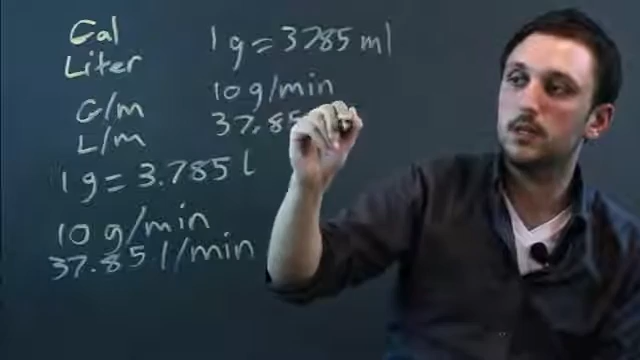 Gal
Liter
G/m
L/m
1 g = 3.785 l
10 g/min
37.85 l/min
1 g = 3785 ml
10 g/min
37.85